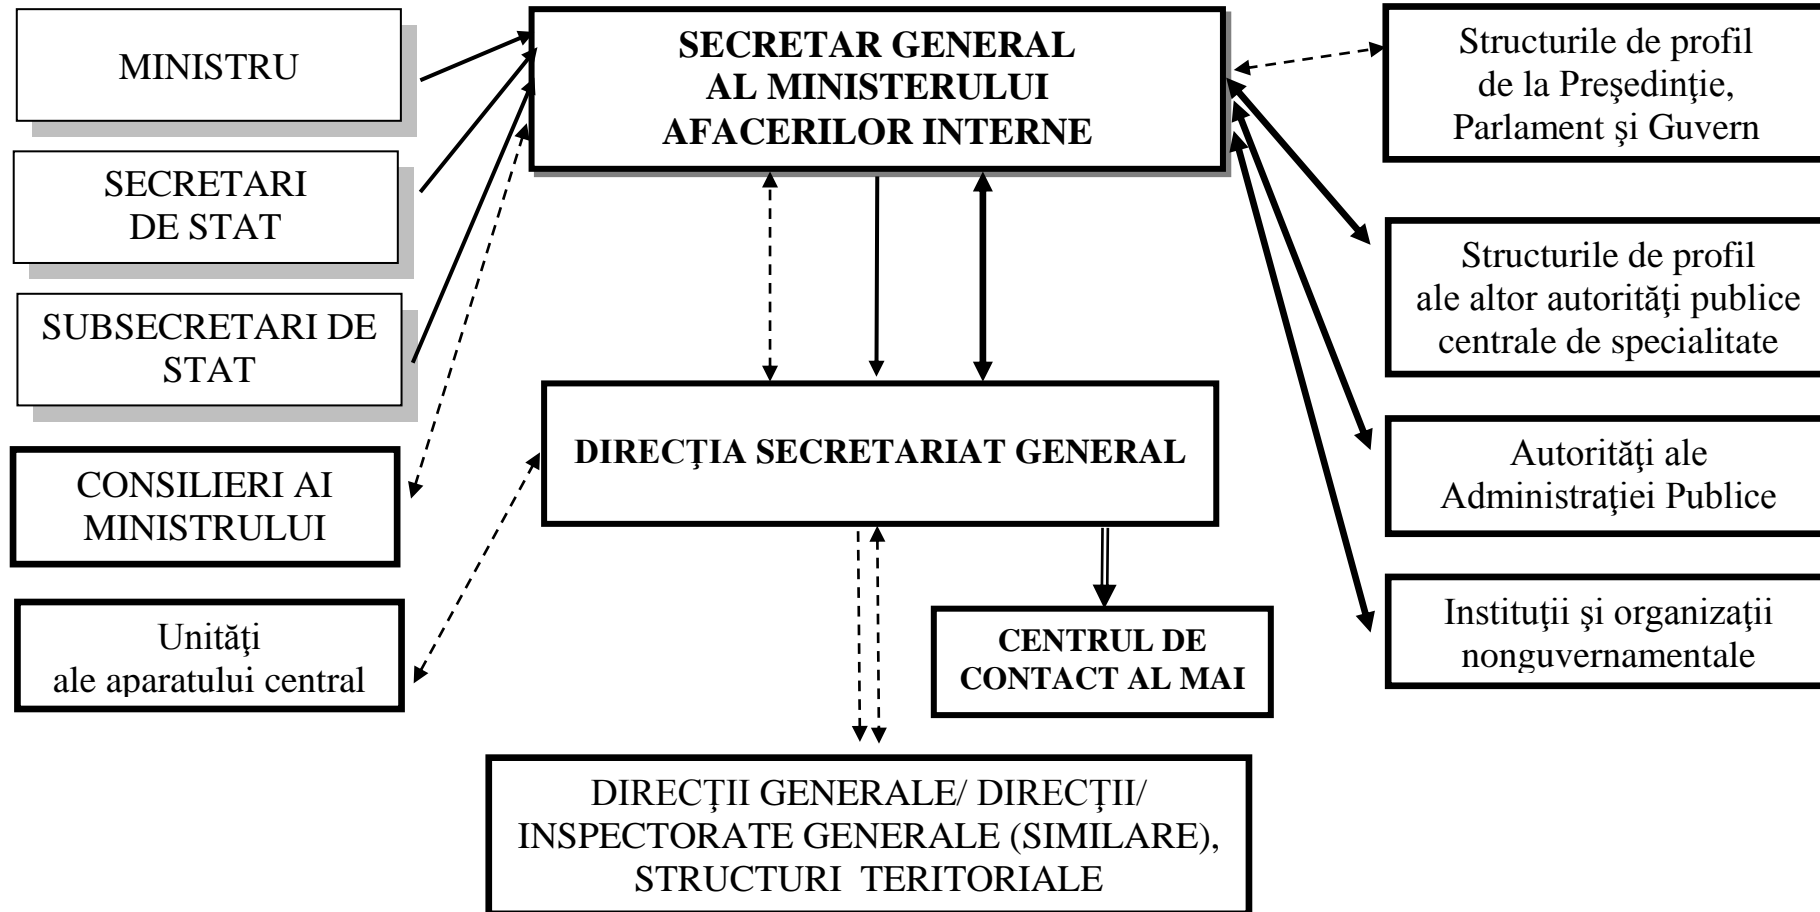 MINISTRU
SECRETARI
DE STAT
SUBSECRETARI DE
STAT
CONSILIERI AI
MINISTRULUI
Unităţi
ale aparatului central
SECRETAR GENERAL
AL MINISTERULUI
AFACERILOR INTERNE
DIRECŢIA SECRETARIAT GENERAL
CENTRUL DE
CONTACT AL MAI
DIRECŢII GENERALE/ DIRECŢII/
INSPECTORATE GENERALE (SIMILARE),
STRUCTURI TERITORIALE
Structurile de profil
de la Preşedinţie,
Parlament şi Guvern
Structurile de profil
ale altor autorităţi publice
centrale de specialitate
Autorităţi ale
Administraţiei Publice
Instituţii şi organizaţii
nonguvernamentale